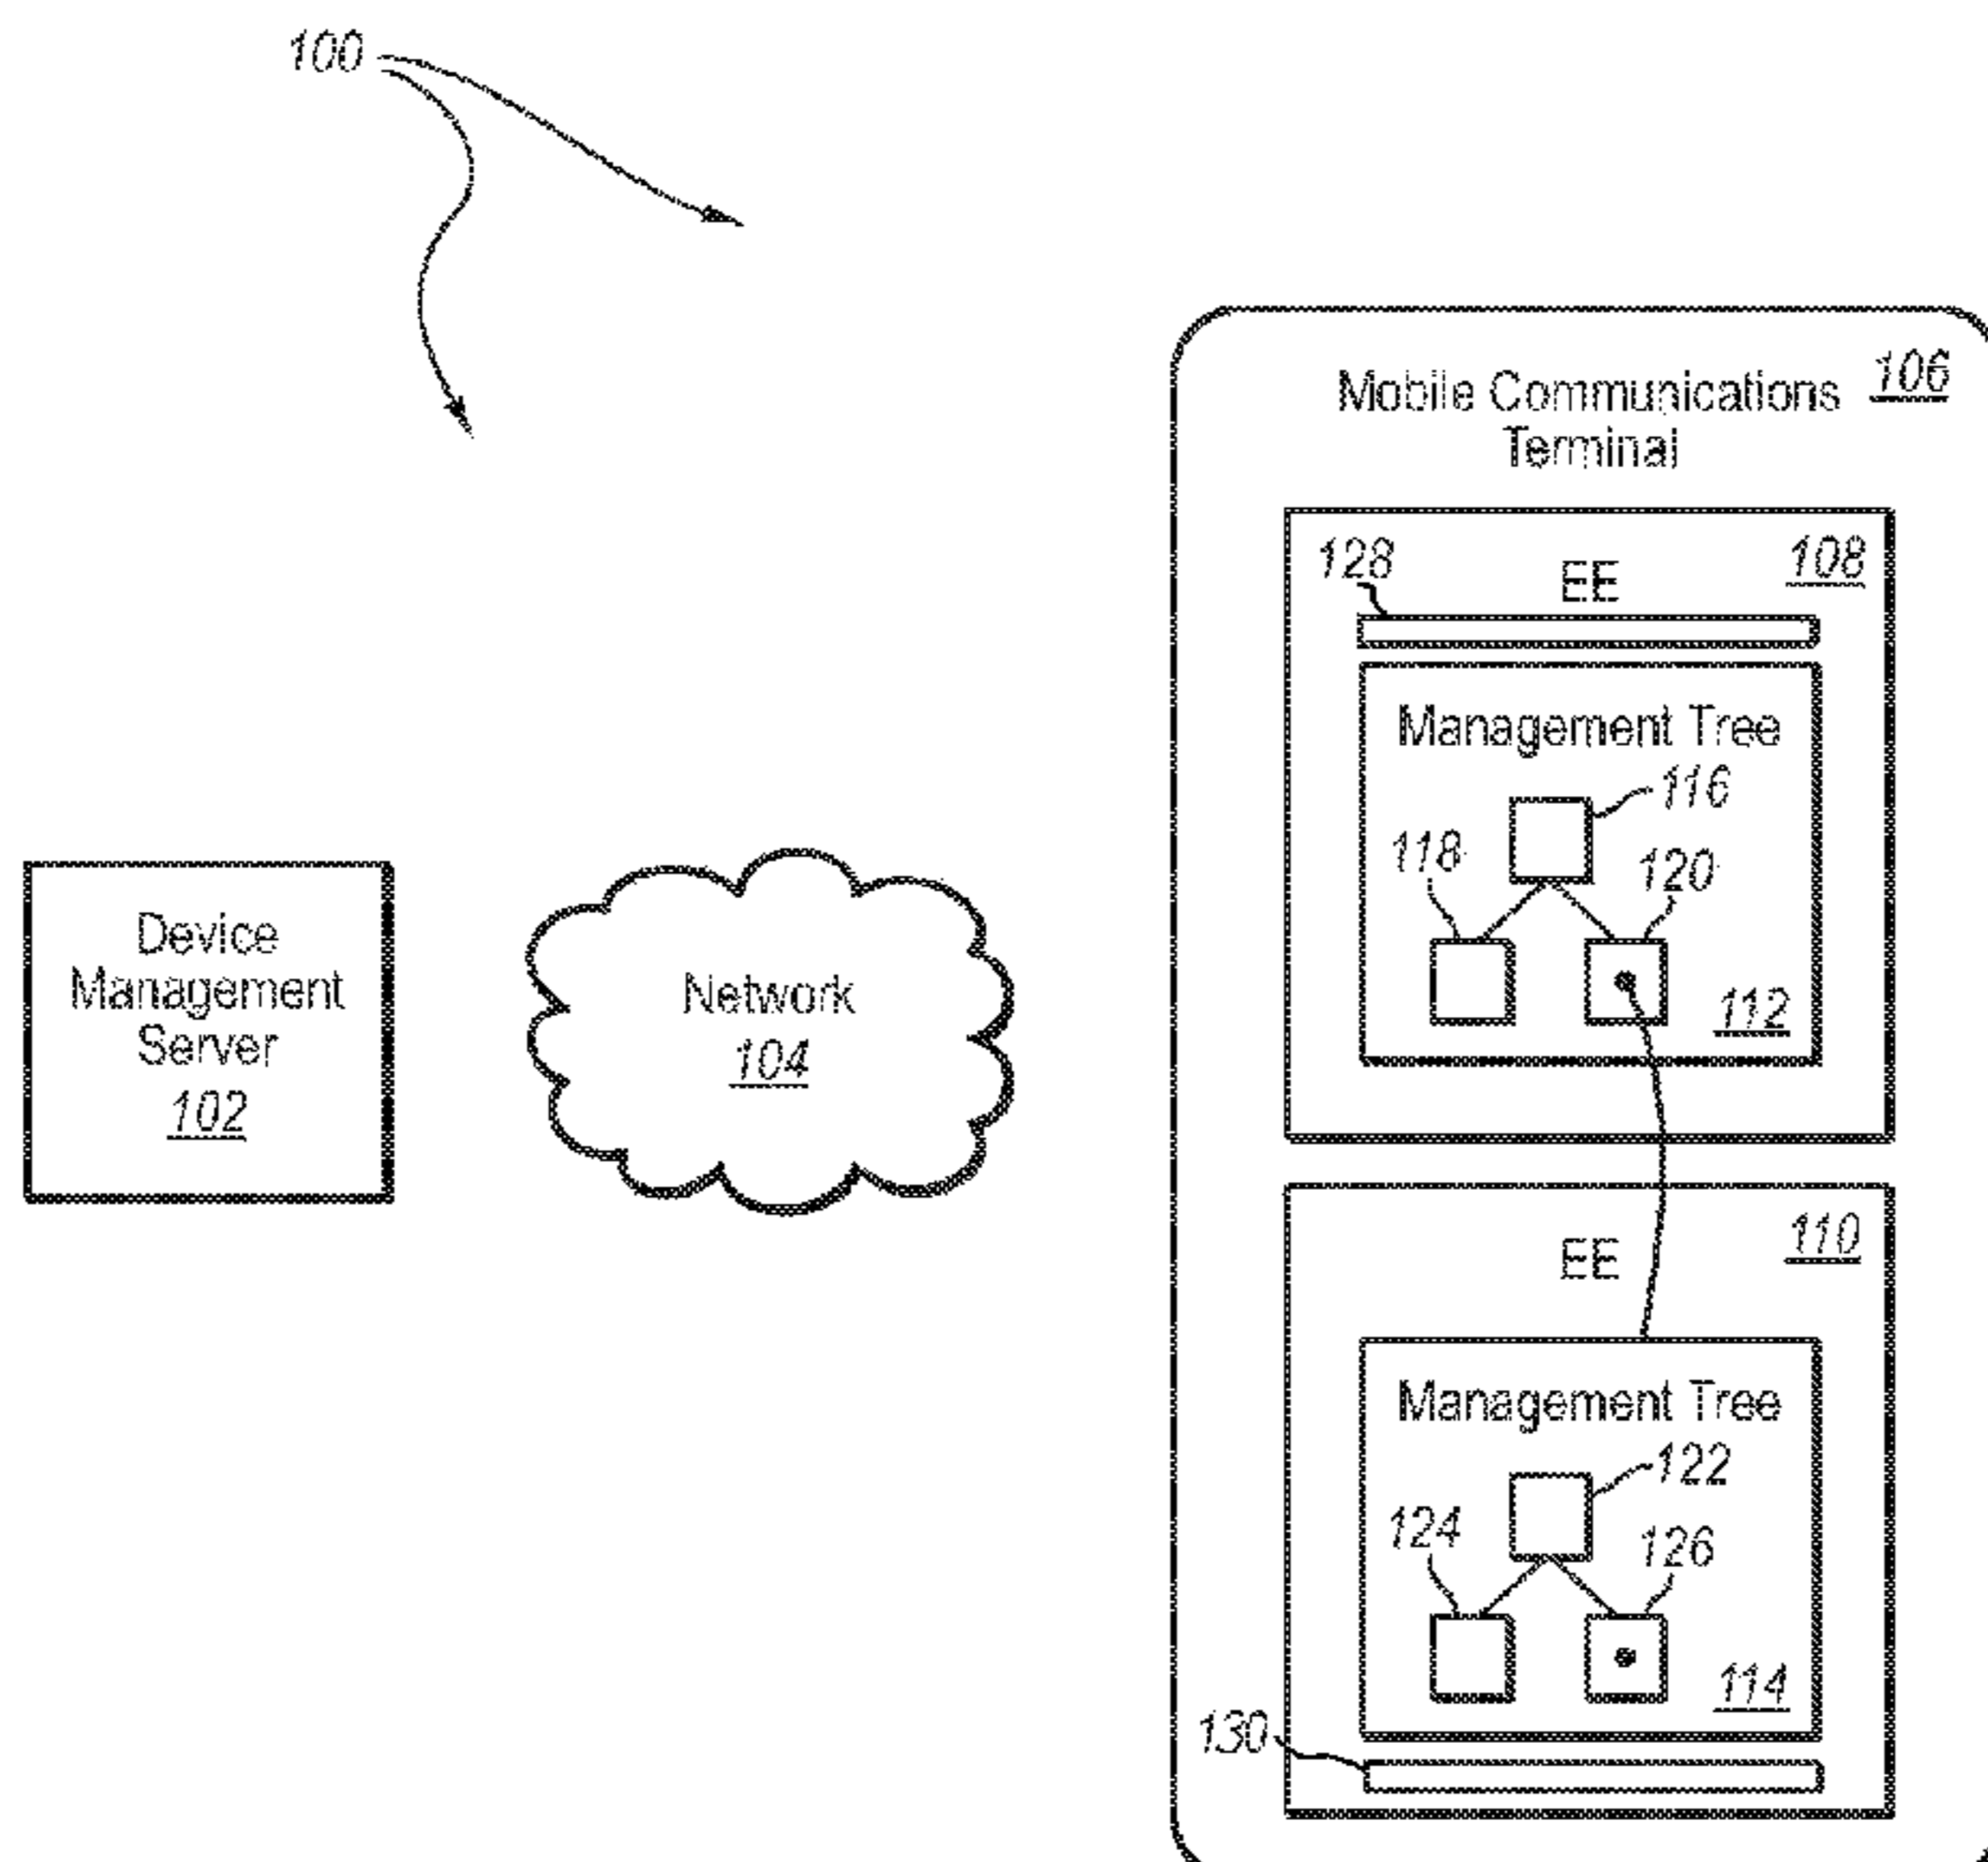 100
Mobile Communications 106
Terminal
128
EE
108
Management Tree
116
118
120
112
Device
Management
Server
102
Network
104
EE
110
Management Tree
122
124
126
114
130